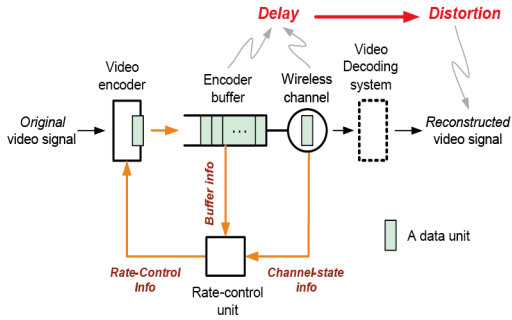 Delay
Distortion
Video
encoder
Encoder
buffer
Wireless
channel
Video
Decoding
system
Original
video signal
Reconstructed
video signal
Buffer info
A data unit
Rate-Control
Info
Channel-state
info
Rate-control
unit